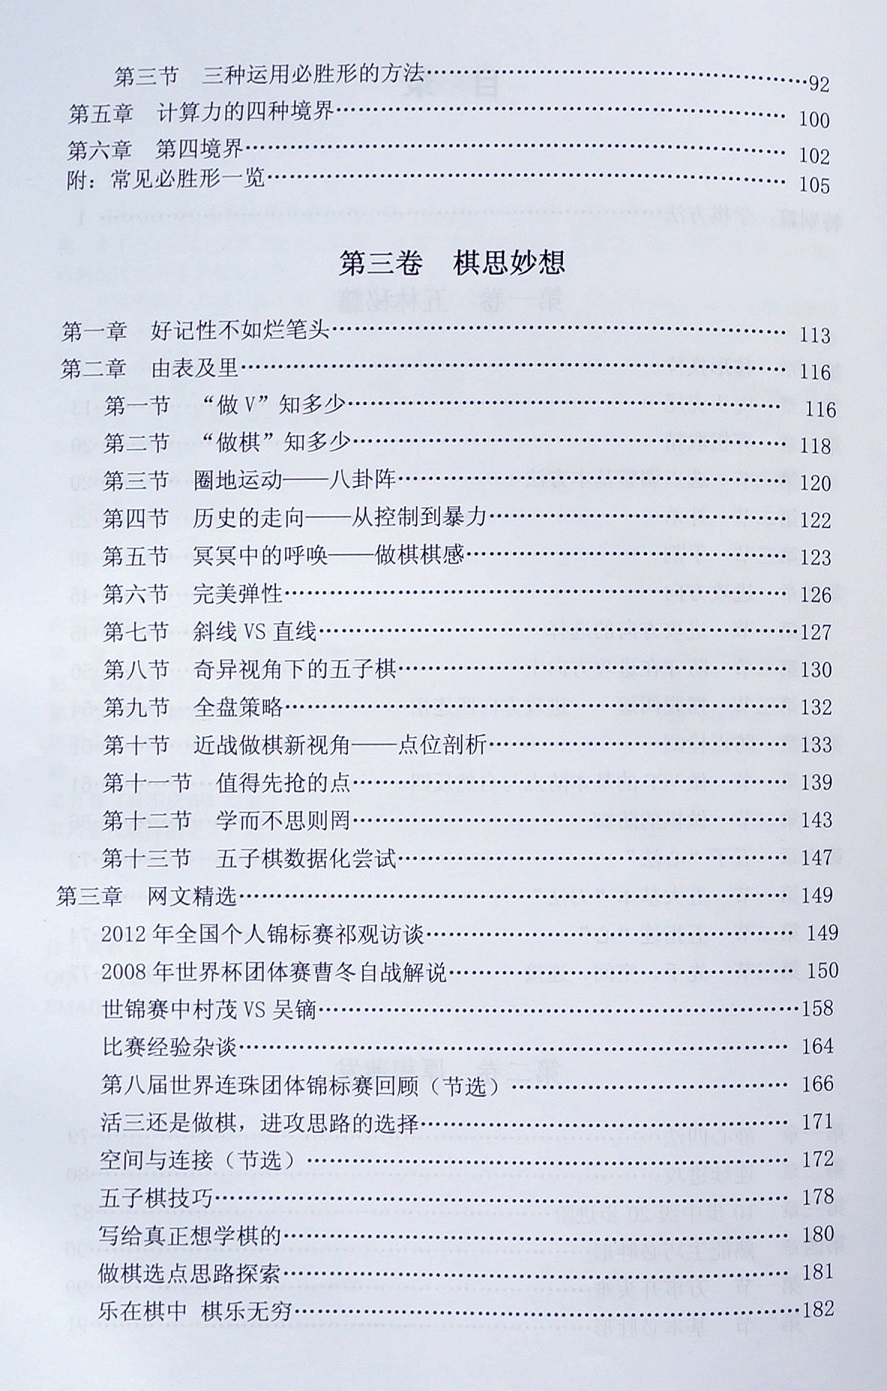 第三节　三种运用必胜形的方法……92
第五章　计算力的四种境界……100
第六章　第四境界……102
附：常见必胜形一览……105
第三卷　棋思妙想
第一章　好记性不如烂笔头……113
第二章　由表及里……116
第一节　“做V”知多少……116
第二节　“做棋”知多少……118
第三节　圈地运动——八卦阵……120
第四节　历史的走向——从控制到暴力……122
第五节　冥冥中的呼唤——做棋棋感……123
第六节　完美弹性……126
第七节　斜线VS直线……127
第八节　奇异视角下的五子棋……130
第九节　全盘策略……132
第十节　近战做棋新视角——点位剖析……133
第十一节　值得先抢的点……139
第十二节　学而不思则罔……143
第十三节　五子棋数据化尝试……147
第三章　网文精选……149
2012年全国个人锦标赛祁观访谈……149
2008年世界杯团体赛曹冬自战解说……150
世锦赛中村茂VS吴镝……158
比赛经验杂谈……164
第八届世界连珠团体锦标赛回顾（节选）……166
活三还是做棋，进攻思路的选择……171
空间与连接（节选）……172
五子棋技巧……178
写给真正想学棋的……180
做棋选点思路探索……181
乐在棋中 棋乐无穷……182